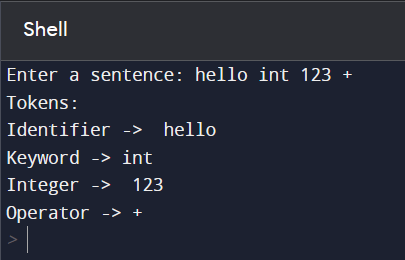 Shell
Enter a sentence: hello int 123 +
Tokens:
Identifier ->  hello
Keyword -> int
Integer ->  123
Operator -> +
>